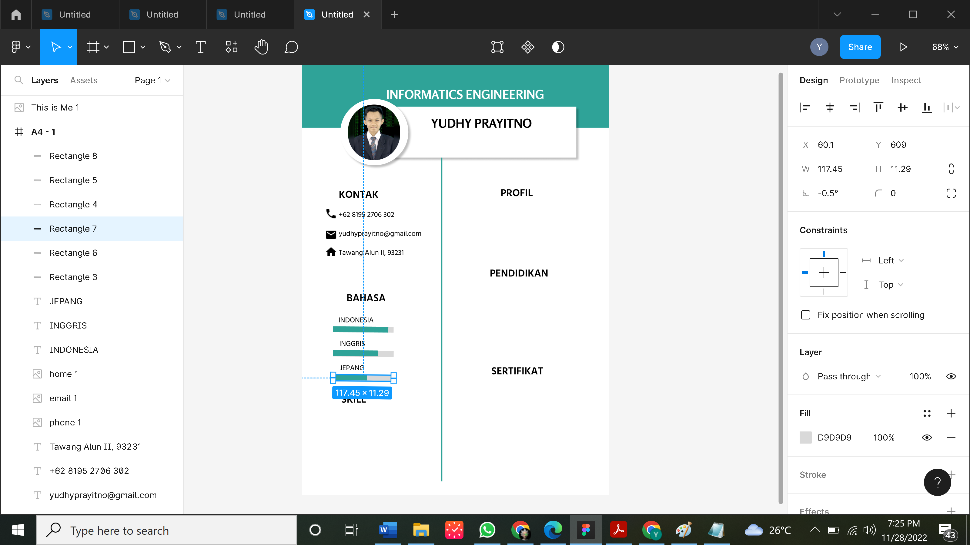 Untitled
Untitled
Untitled
Untitled
Y
Share
68%
Layers
Assets
Page 1
Design
Prototype
Inspect
This is Me 1
A4 - 1
Rectangle 8
Rectangle 5
Rectangle 4
Rectangle 7
Rectangle 6
Rectangle 3
JEPANG
INGGRIS
INDONESIA
home 1
email 1
phone 1
Tawang Alun II, 93231
+62 8195 2706 302
yudhyprayitno@gmail.com
INFORMATICS ENGINEERING
YUDHY PRAYITNO
KONTAK
+62 8195 2706 302
yudhyprayitno@gmail.com
Tawang Alun II, 93231
BAHASA
INDONESIA
INGGRIS
JEPANG
117.45 × 11.29
SKILL
PROFIL
PENDIDIKAN
SERTIFIKAT
X 60.1 Y 609
W 117.45 H 11.29
-0.5° 0
Constraints
Left
Top
Fix position when scrolling
Layer
Pass through 100%
Fill
D9D9D9 100%
Stroke
Effects
?
Type here to search
26°C
7:25 PM
11/28/2022
43